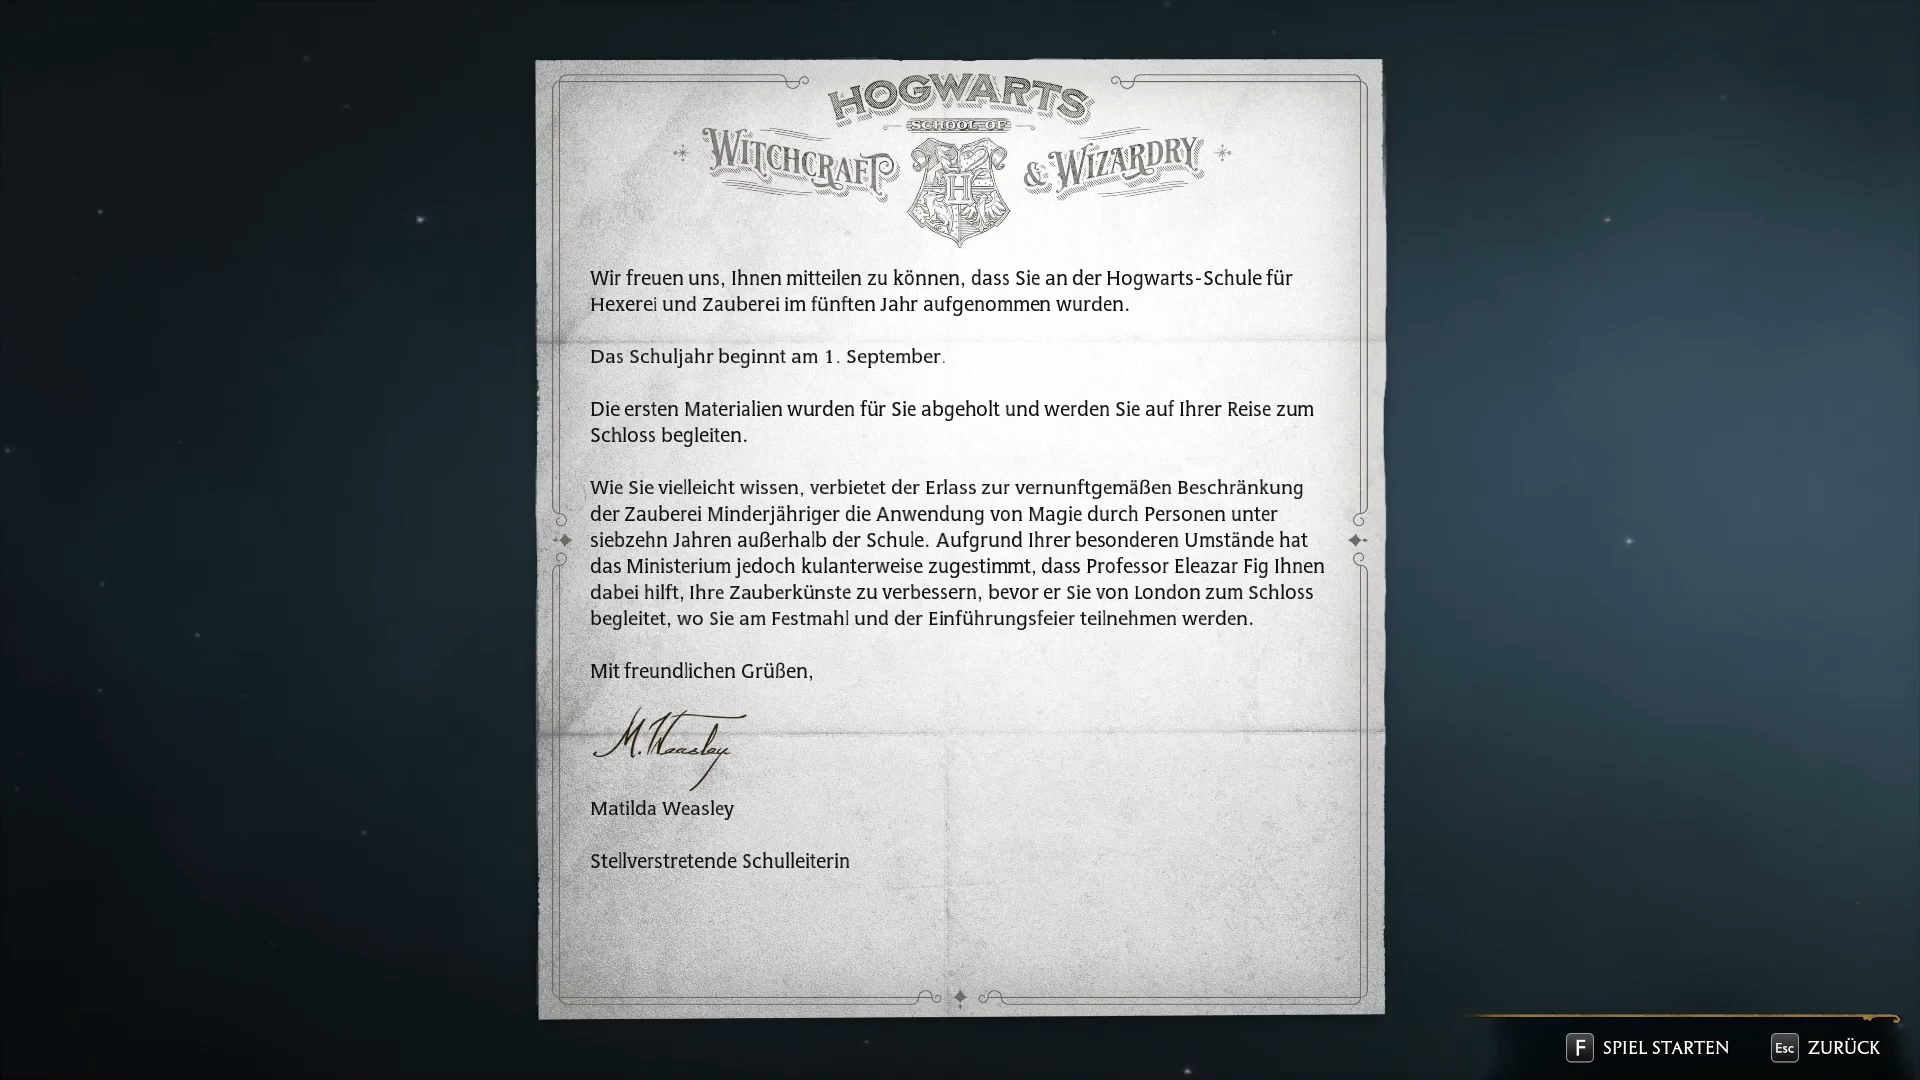 HOGWARTS
SCHOOL OF
WITCHCRAFT & WIZARDRY
H
Wir freuen uns, Ihnen mitteilen zu können, dass Sie an der Hogwarts-Schule für
Hexerei und Zauberei im fünften Jahr aufgenommen wurden.
Das Schuljahr beginnt am 1. September.
Die ersten Materialien wurden für Sie abgeholt und werden Sie auf Ihrer Reise zum
Schloss begleiten.
Wie Sie vielleicht wissen, verbietet der Erlass zur vernunftgemäßen Beschränkung
der Zauberei Minderjähriger die Anwendung von Magie durch Personen unter
siebzehn Jahren außerhalb der Schule. Aufgrund Ihrer besonderen Umstände hat
das Ministerium jedoch kulanterweise zugestimmt, dass Professor Eleazar Fig Ihnen
dabei hilft, Ihre Zauberkünste zu verbessern, bevor er Sie von London zum Schloss
begleitet, wo Sie am Festmahl und der Einführungsfeier teilnehmen werden.
Mit freundlichen Grüßen,
M. Weasley
Matilda Weasley
Stellverstretende Schulleiterin
F SPIEL STARTEN Esc ZURÜCK